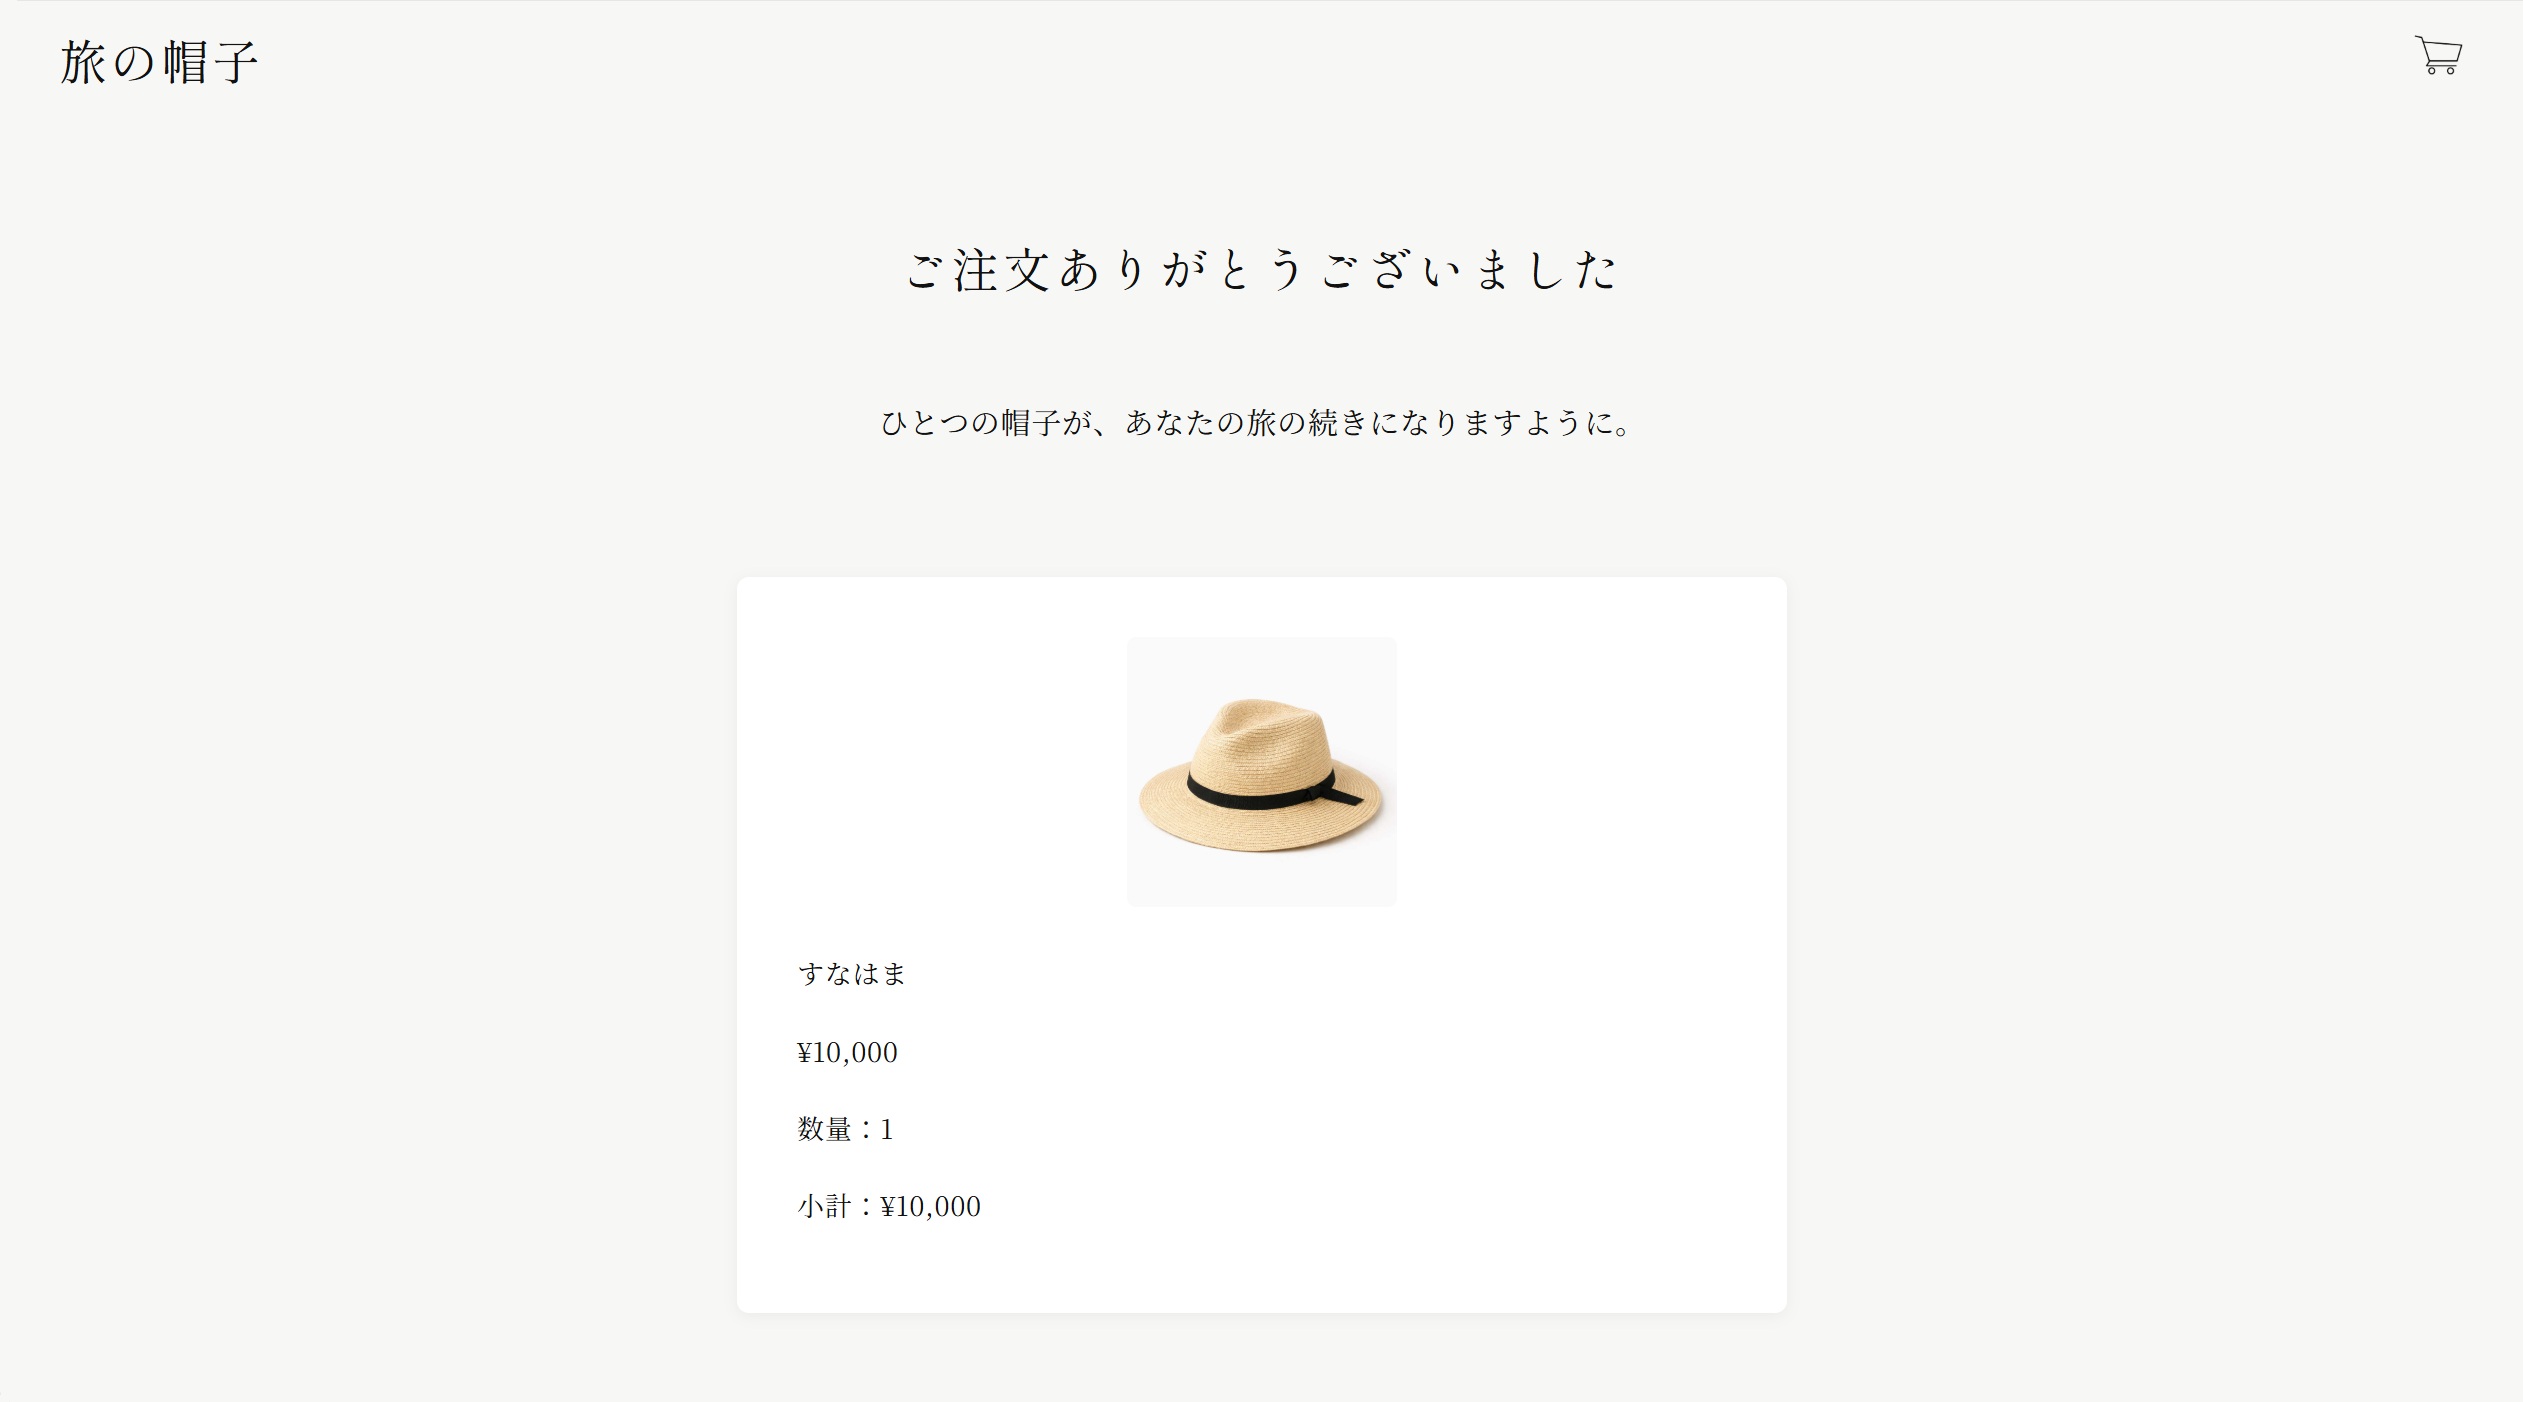 旅の帽子
ご注文ありがとうございました
ひとつの帽子が、あなたの旅の続きになりますように。
すなはま
¥10,000
数量：1
小計：¥10,000